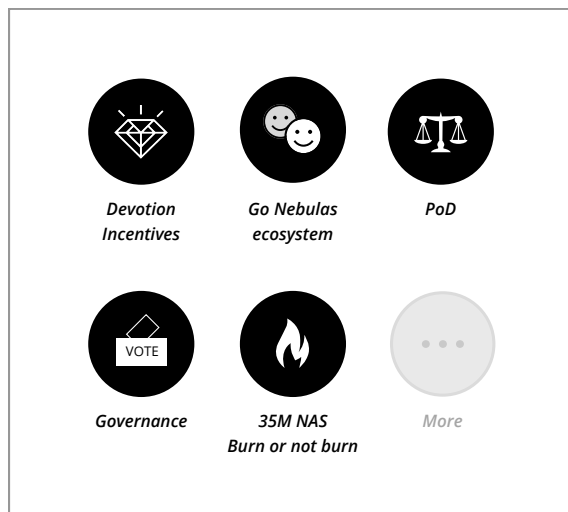 Devotion
Incentives
Go Nebulas
ecosystem
PoD
VOTE
Governance
35M NAS
Burn or not burn
More